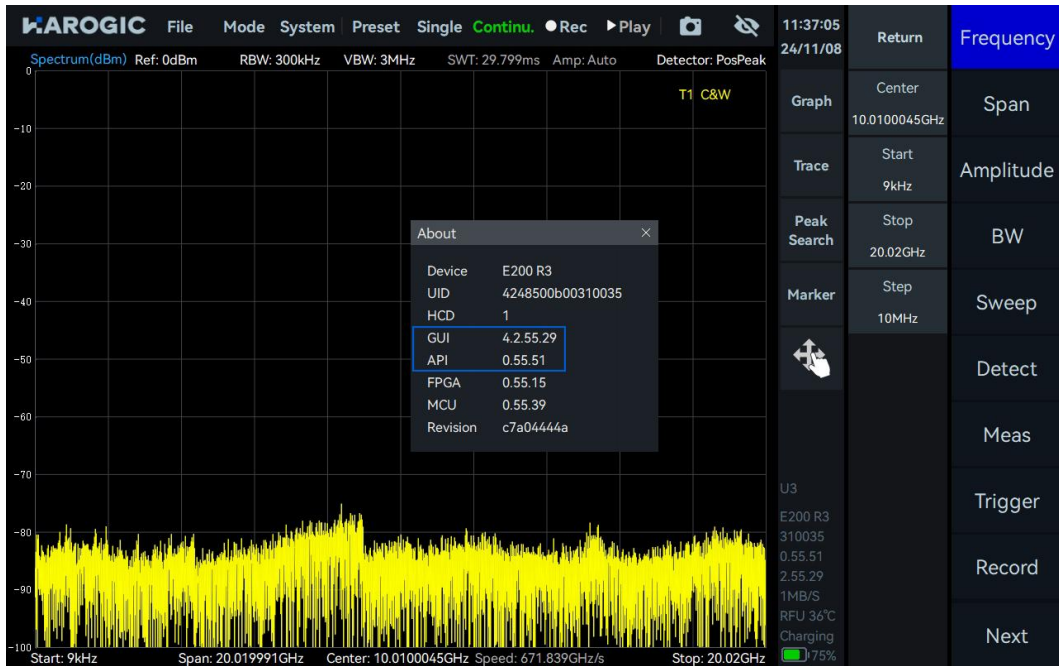 HAROGIC File Mode System Preset Single Continu. Rec Play
Spectrum(dBm) Ref: 0dBm RBW: 300kHz VBW: 3MHz SWT: 29.799ms Amp: Auto Detector: PosPeak
T1 C&W
0
-10
-20
-30
-40
-50
-60
-70
-80
-90
-100
About ×
Device E200 R3
UID 4248500b00310035
HCD 1
GUI 4.2.55.29
API 0.55.51
FPGA 0.55.15
MCU 0.55.39
Revision c7a04444a
Start: 9kHz Span: 20.019991GHz Center: 10.0100045GHz Speed: 671.839GHz/s Stop: 20.02GHz
11:37:05
24/11/08
Graph
Trace
Peak
Search
Marker
U3
E200 R3
310035
0.55.51
2.55.29
1MB/S
RFU 36℃
Charging
75%
Return
Center
10.0100045GHz
Start
9kHz
Stop
20.02GHz
Step
10MHz
Frequency
Span
Amplitude
BW
Sweep
Detect
Meas
Trigger
Record
Next